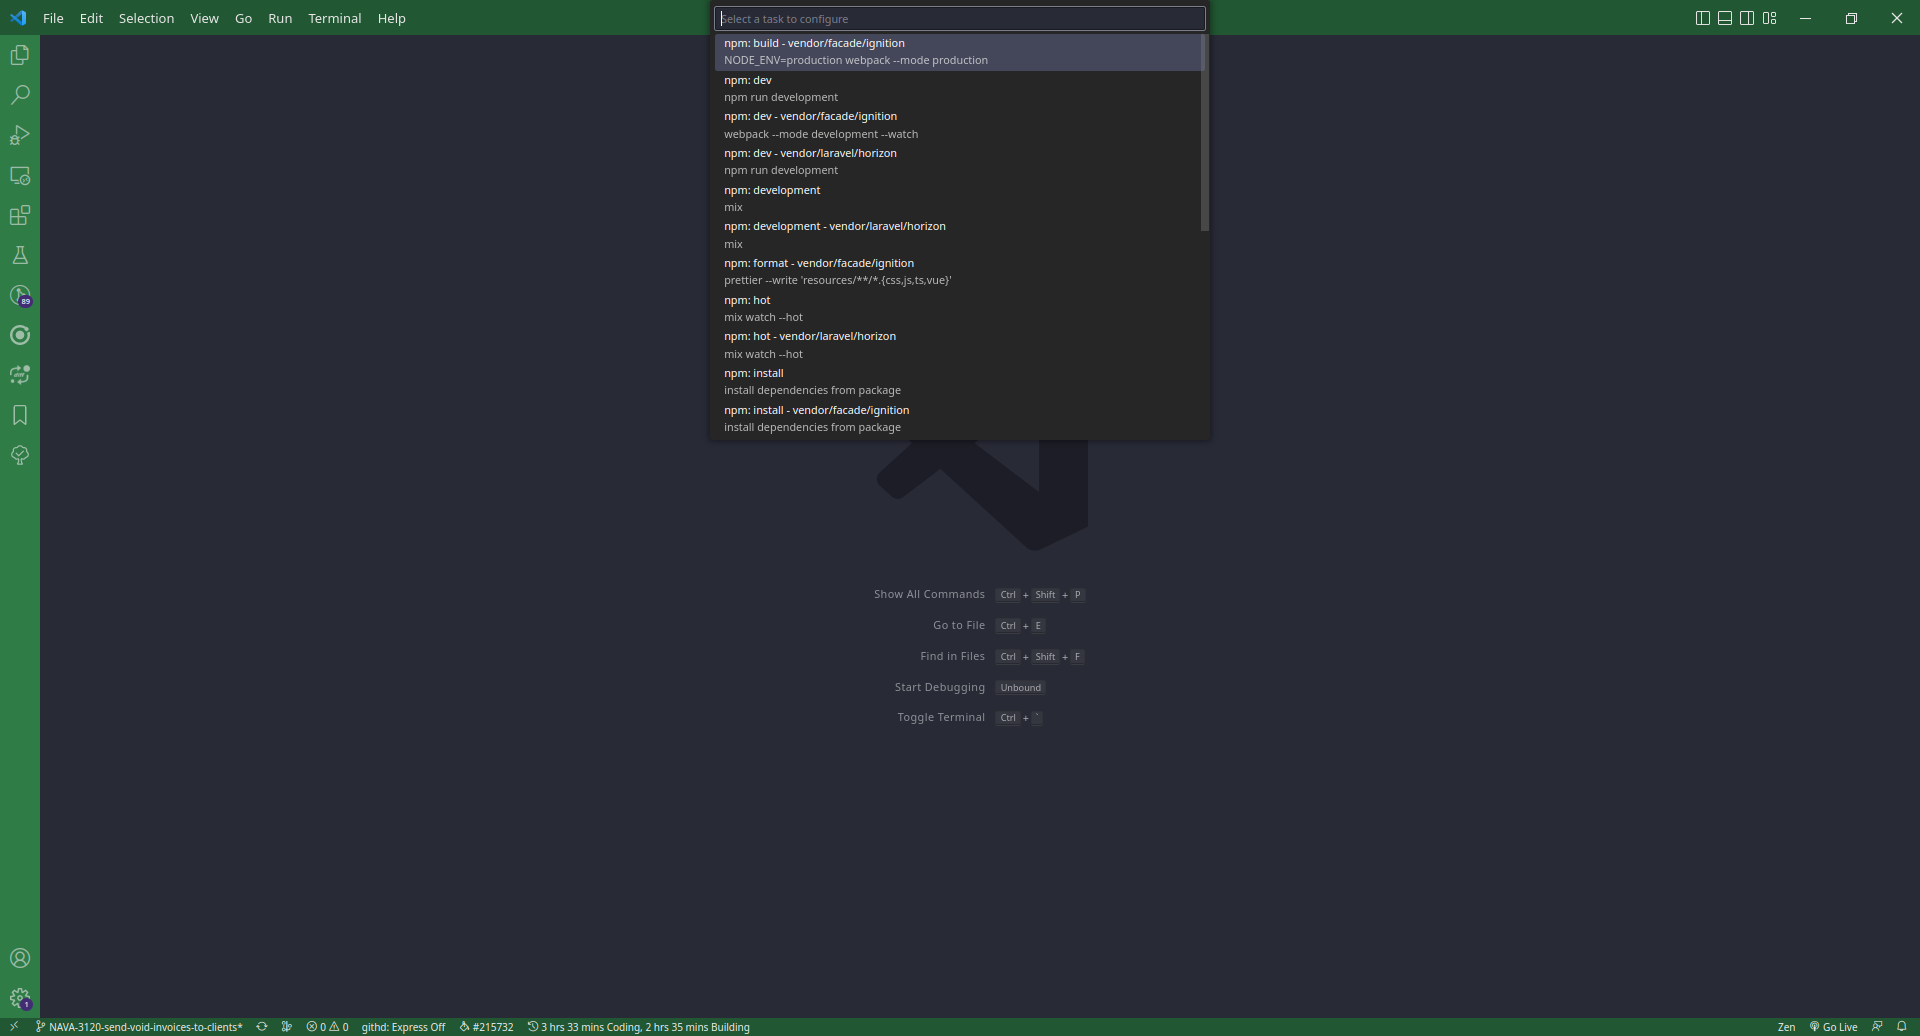 File Edit Selection View Go Run Terminal Help
Select a task to configure
npm: build - vendor/facade/ignition
NODE_ENV=production webpack --mode production
npm: dev
npm run development
npm: dev - vendor/facade/ignition
webpack --mode development --watch
npm: dev - vendor/laravel/horizon
npm run development
npm: development
mix
npm: development - vendor/laravel/horizon
mix
npm: format - vendor/facade/ignition
prettier --write 'resources/**/*.{css,js,ts,vue}'
npm: hot
mix watch --hot
npm: hot - vendor/laravel/horizon
mix watch --hot
npm: install
install dependencies from package
npm: install - vendor/facade/ignition
install dependencies from package
89
Show All Commands Ctrl + Shift + P
Go to File Ctrl + E
Find in Files Ctrl + Shift + F
Start Debugging Unbound
Toggle Terminal Ctrl + `
1
NAVA-3120-send-void-invoices-to-clients* 0 0 githd: Express Off #215732 3 hrs 33 mins Coding, 2 hrs 35 mins Building Zen Go Live